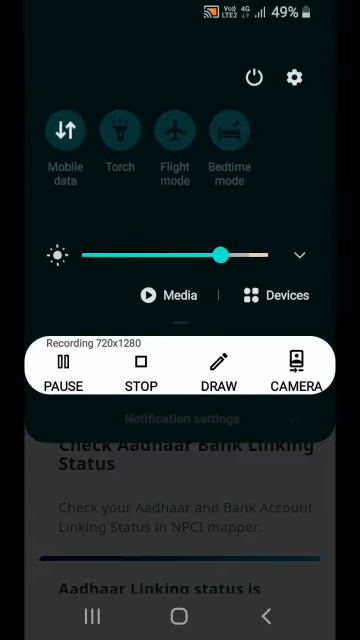 Vo)) 4G 49%
LTE2
Mobile data
Torch
Flight mode
Bedtime mode
Media | Devices
Recording 720x1280
PAUSE STOP DRAW CAMERA
Notification settings
Check Aadhaar Bank Linking
Status
Check your Aadhaar and Bank Account
Linking Status in NPCI mapper.
Aadhaar Linking status is